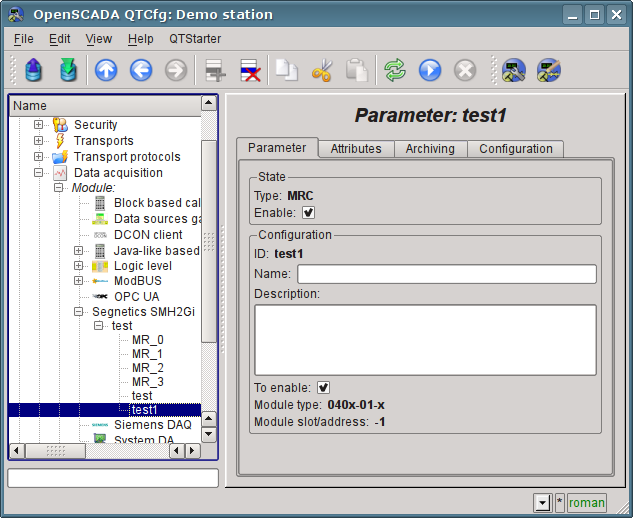 OpenSCADA QTCfg: Demo station
File Edit View Help QTStarter
Name
Security
Transports
Transport protocols
Data acquisition
Module:
Block based cal
Data sources ga
DCON client
Java-like based
Logic level
ModBUS
OPC UA
Segnetics SMH2Gi
test
MR_0
MR_1
MR_2
MR_3
test
test1
Siemens DAQ
System DA
Parameter: test1
Parameter Attributes Archiving Configuration
State
Type: MRC
Enable:
Configuration
ID: test1
Name:
Description:
To enable:
Module type: 040x-01-x
Module slot/address: -1
* roman